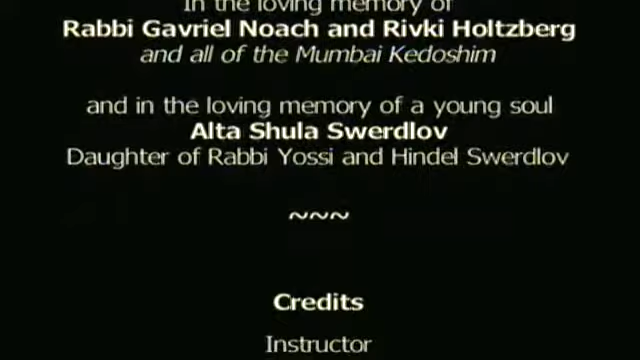 In the loving memory of
Rabbi Gavriel Noach and Rivki Holtzberg
and all of the Mumbai Kedoshim
and in the loving memory of a young soul
Alta Shula Swerdlov
Daughter of Rabbi Yossi and Hindel Swerdlov
~~~
Credits
Instructor